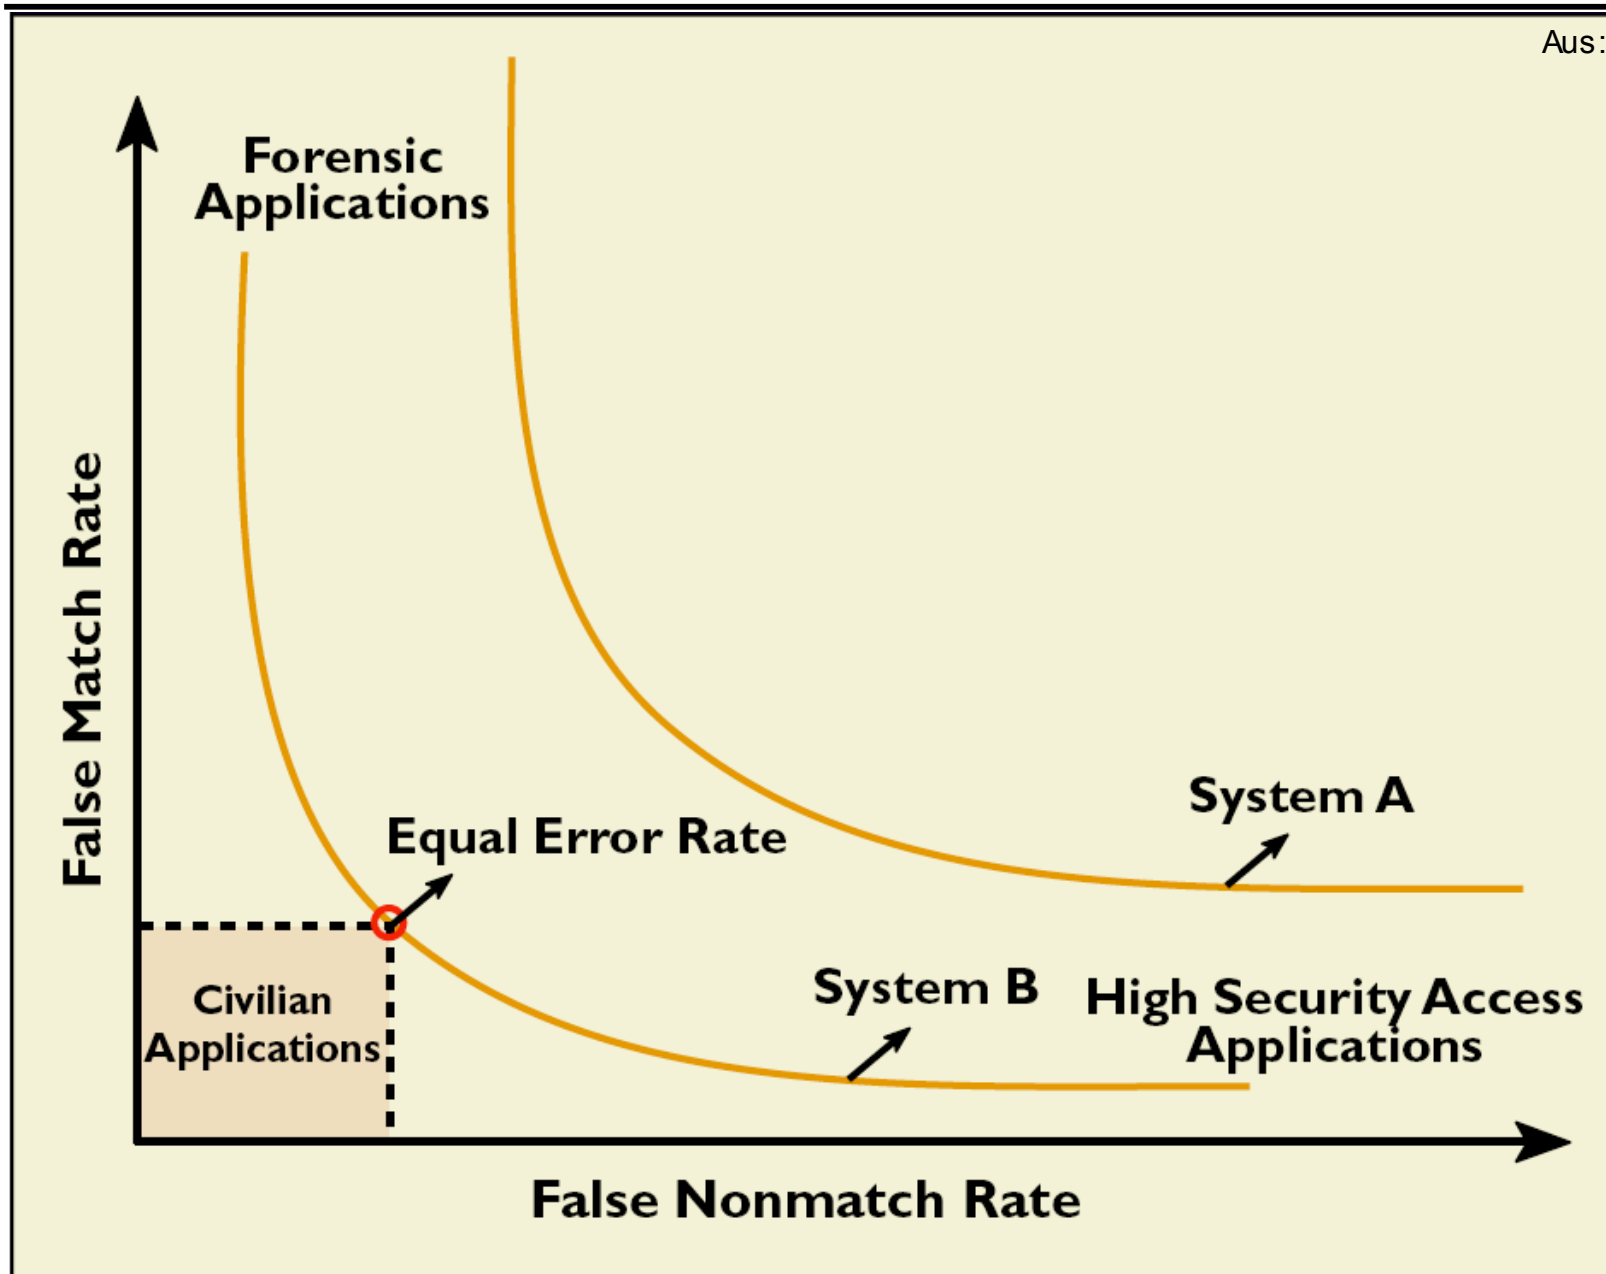 Aus:
Forensic
Applications
False Match Rate
Equal Error Rate
System A
Civilian
Applications
System B
High Security Access
Applications
False Nonmatch Rate